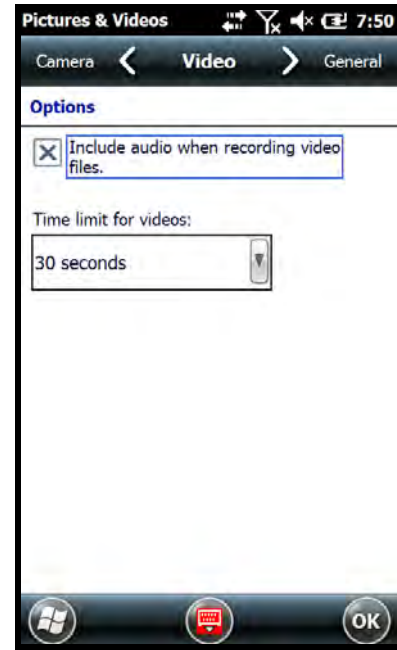 Pictures & Videos 7:50
Camera Video General
Options
Include audio when recording video
files.
Time limit for videos:
30 seconds
OK